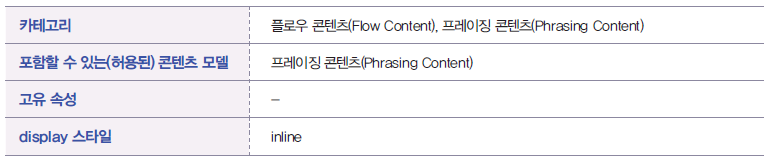 카테고리 플로우 콘텐츠(Flow Content), 프레이징 콘텐츠(Phrasing Content)
포함할 수 있는(허용된) 콘텐츠 모델 프레이징 콘텐츠(Phrasing Content)
고유 속성 –
display 스타일 inline